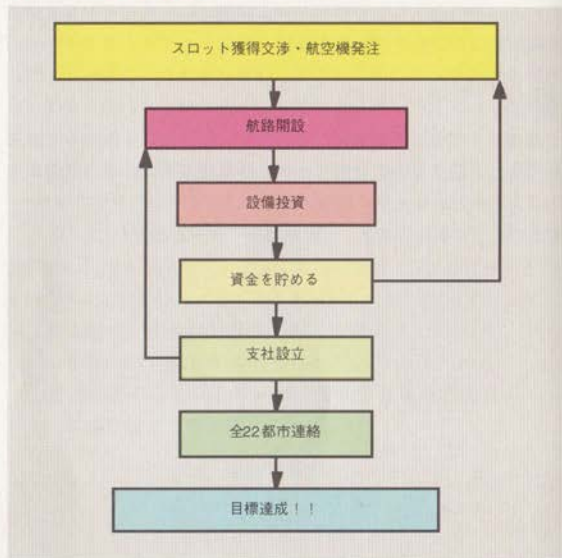 スロット獲得交渉・航空機発注
航路開設
設備投資
資金を貯める
支社設立
全22都市連絡
目標達成！！